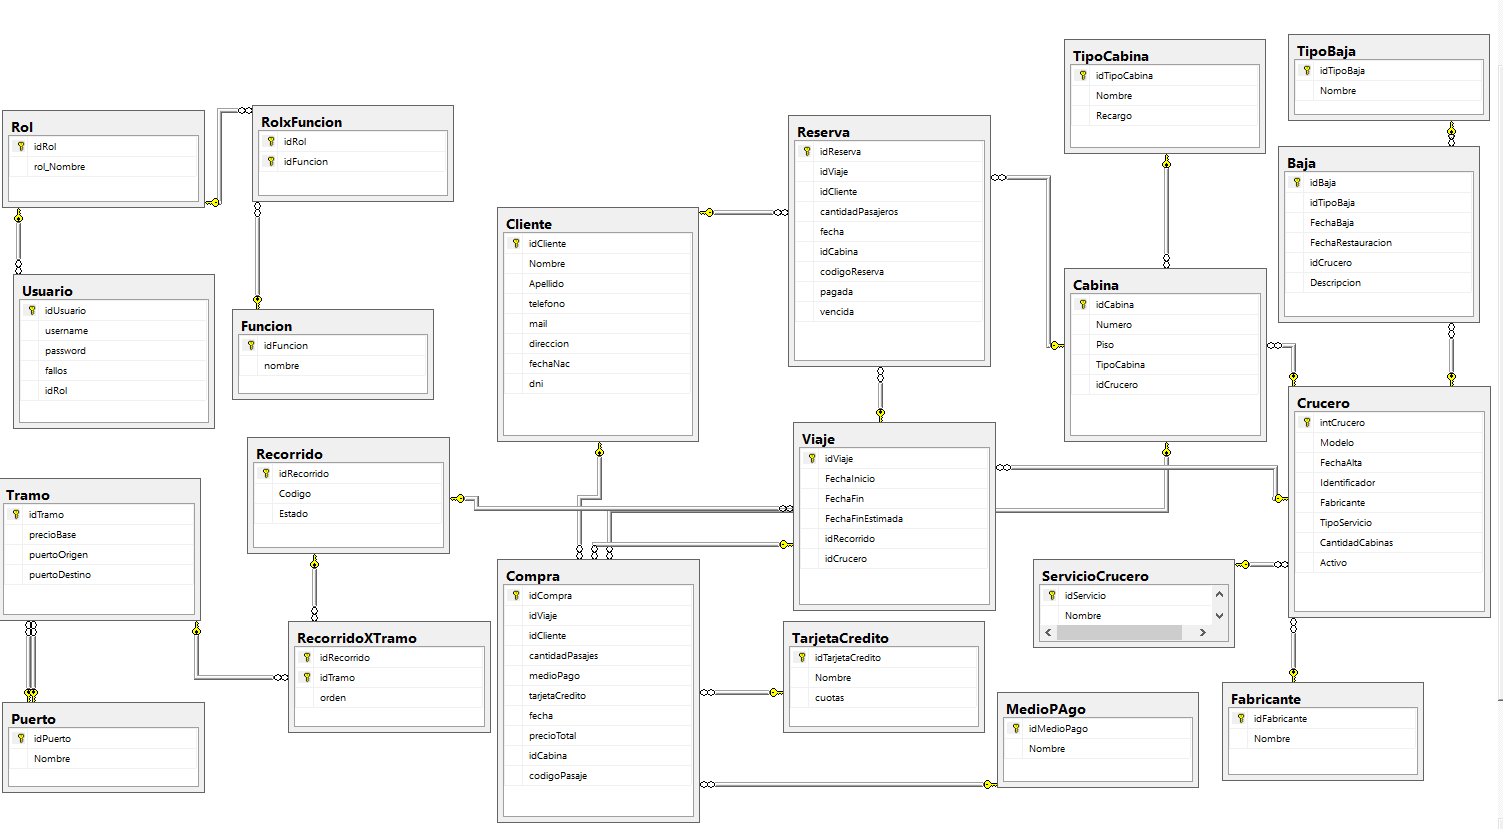 Rol
idRol
rol_Nombre
RolxFuncion
idRol
idFuncion
Usuario
idUsuario
username
password
fallos
idRol
Funcion
idFuncion
nombre
Cliente
idCliente
Nombre
Apellido
telefono
mail
direccion
fechaNac
dni
Reserva
idReserva
idViaje
idCliente
cantidadPasajeros
fecha
idCabina
codigoReserva
pagada
vencida
TipoCabina
idTipoCabina
Nombre
Recargo
TipoBaja
idTipoBaja
Nombre
Baja
idBaja
idTipoBaja
FechaBaja
FechaRestauracion
idCrucero
Descripcion
Cabina
idCabina
Numero
Piso
TipoCabina
idCrucero
Crucero
intCrucero
Modelo
FechaAlta
Identificador
Fabricante
TipoServicio
CantidadCabinas
Activo
Viaje
idViaje
FechaInicio
FechaFin
FechaFinEstimada
idRecorrido
idCrucero
Recorrido
idRecorrido
Codigo
Estado
Tramo
idTramo
precioBase
puertoOrigen
puertoDestino
RecorridoXTramo
idRecorrido
idTramo
orden
Puerto
idPuerto
Nombre
Compra
idCompra
idViaje
idCliente
cantidadPasajes
medioPago
tarjetaCredito
fecha
precioTotal
idCabina
codigoPasaje
TarjetaCredito
idTarjetaCredito
Nombre
cuotas
ServicioCrucero
idServicio
Nombre
MedioPAgo
idMedioPago
Nombre
Fabricante
idFabricante
Nombre